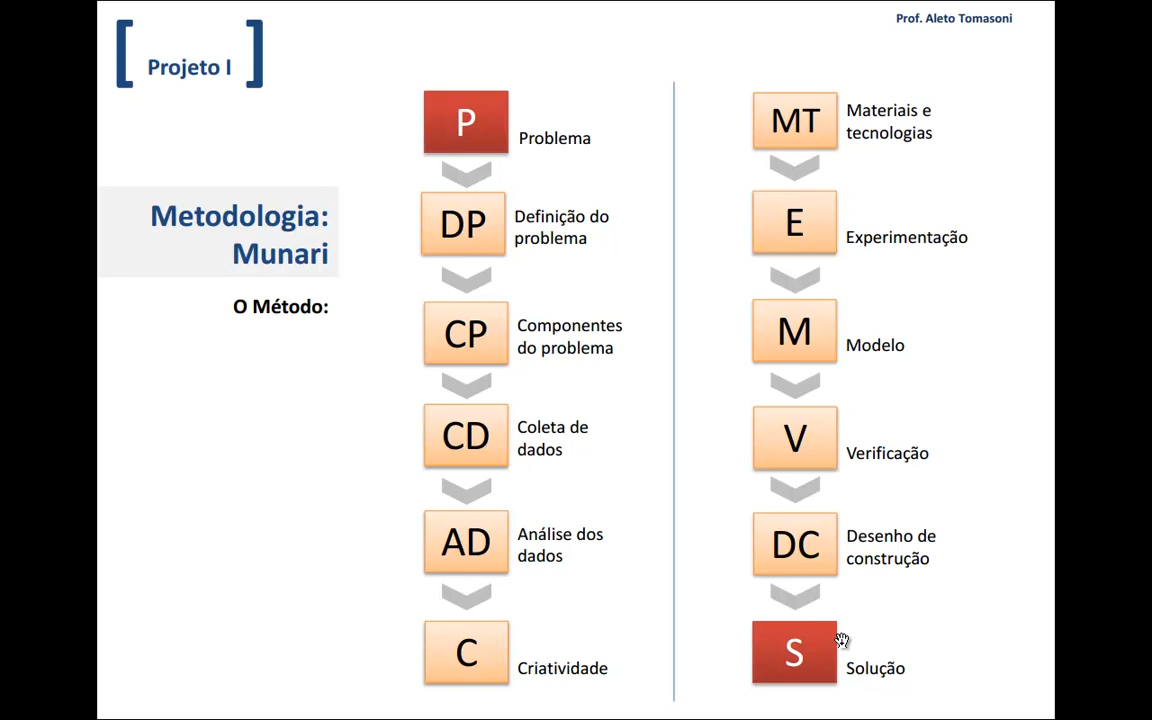 Prof. Aleto Tomasoni
[ Projeto I ]
Metodologia:
Munari
O Método:
P
Problema
DP
Definição do
problema
CP
Componentes
do problema
CD
Coleta de
dados
AD
Análise dos
dados
C
Criatividade
MT
Materiais e
tecnologias
E
Experimentação
M
Modelo
V
Verificação
DC
Desenho de
construção
S
Solução